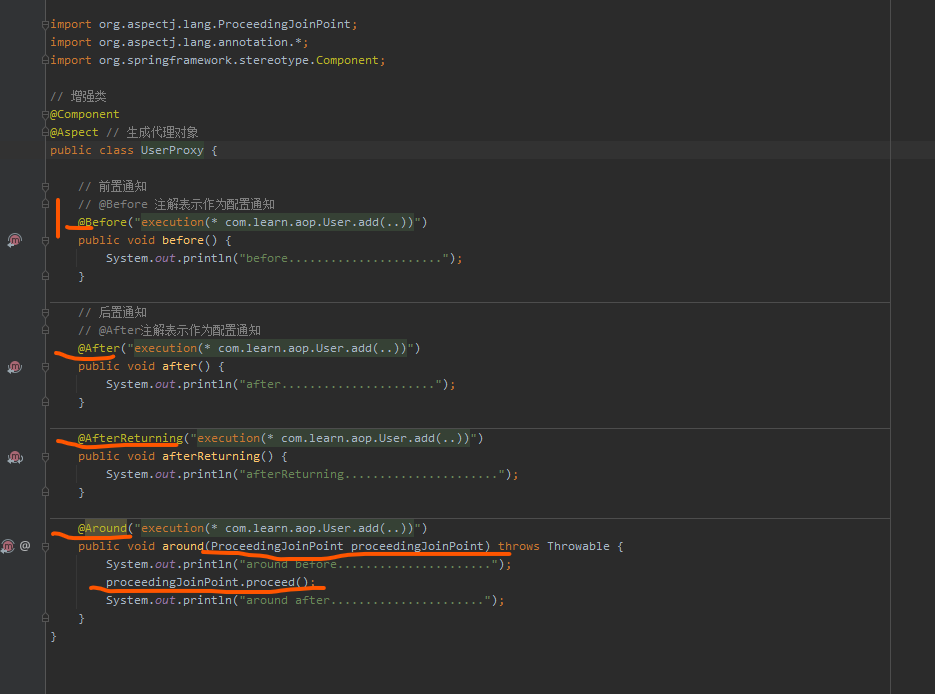 import org.aspectj.lang.ProceedingJoinPoint;
import org.aspectj.lang.annotation.*;
import org.springframework.stereotype.Component;
// 增强类
@Component
@Aspect // 生成代理对象
public class UserProxy {
// 前置通知
// @Before 注解表示作为配置通知
@Before("execution(* com.learn.aop.User.add(..))")
public void before() {
System.out.println("before......................");
}
// 后置通知
// @After注解表示作为配置通知
@After ("execution(* com.learn.aop.User.add(..))")
public void after() {
System.out.println("after......................");
}
@AfterReturning("execution(* com.learn.aop.User.add(..))")
public void afterReturning() {
System.out.println("afterReturning......................");
}
@Around("execution(* com.learn.aop.User.add(..))")
@
public void around(ProceedingJoinPoint proceedingJoinPoint) throws Throwable {
System.out.println("around before......................");
proceedingJoinPoint.proceed();
System.out.println("around after......................");
}
}